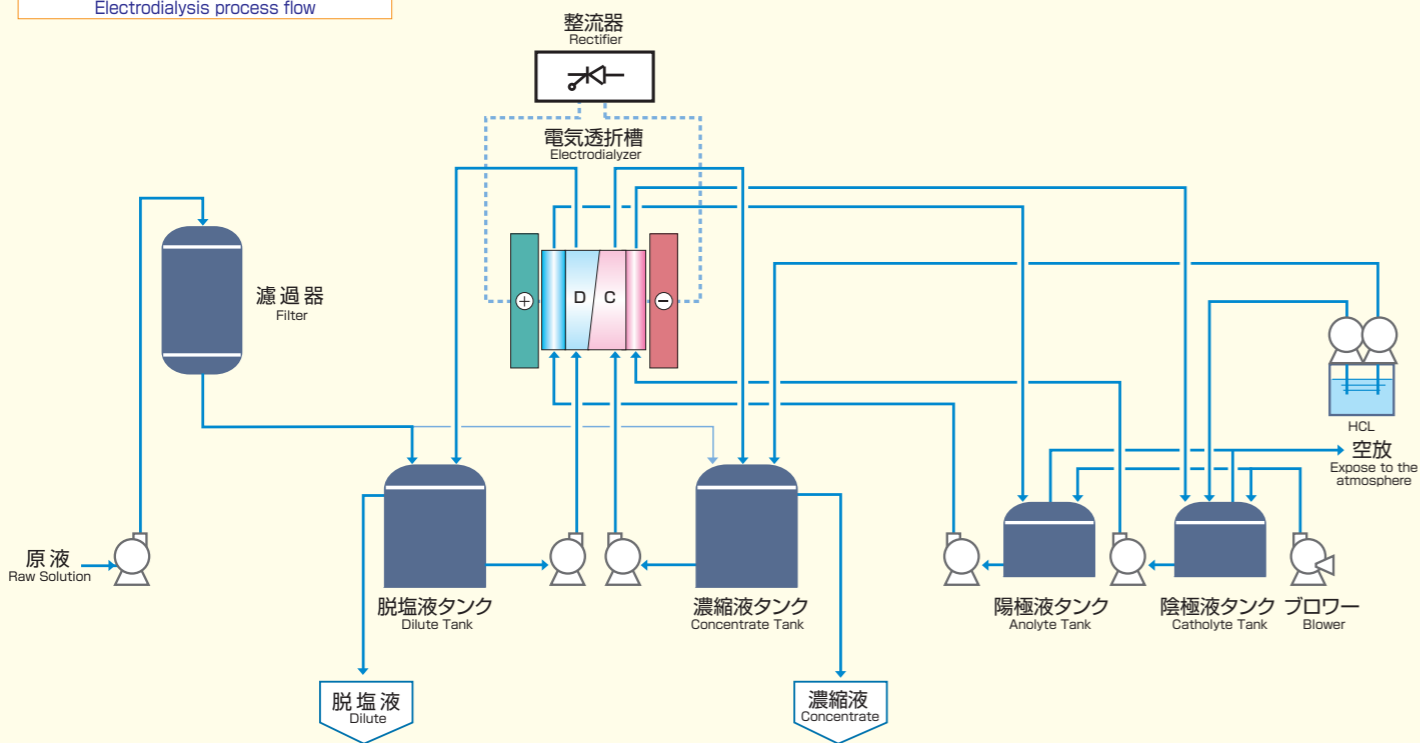 Electrodialysis process flow
整流器
Rectifier
電気透折槽
Electrodialyzer
濾過器
Filter
+
D
C
−
HCL
空放
Expose to the
atmosphere
原液
Raw Solution
脱塩液タンク
Dilute Tank
濃縮液タンク
Concentrate Tank
陽極液タンク
Anolyte Tank
陰極液タンク
Catholyte Tank
ブロワー
Blower
脱塩液
Dilute
濃縮液
Concentrate